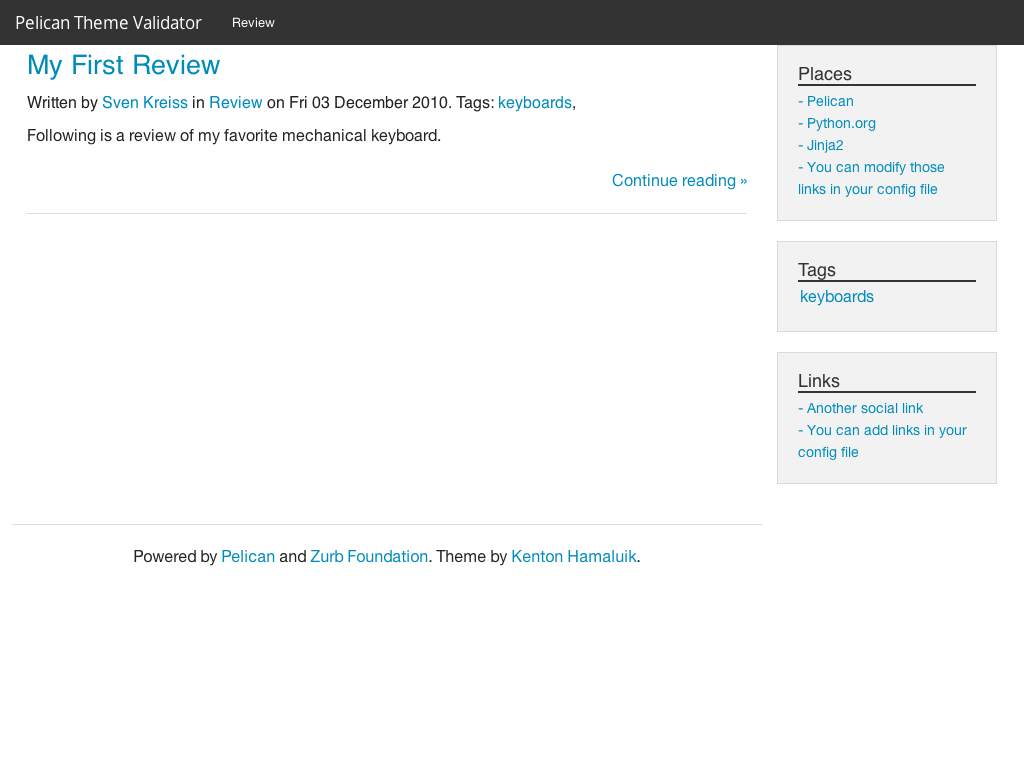 Pelican Theme Validator Review
My First Review
Written by Sven Kreiss in Review on Fri 03 December 2010. Tags: keyboards,
Following is a review of my favorite mechanical keyboard.
Continue reading »
Places
- Pelican
- Python.org
- Jinja2
- You can modify those
links in your config file
Tags
keyboards
Links
- Another social link
- You can add links in your
config file
Powered by Pelican and Zurb Foundation. Theme by Kenton Hamaluik.